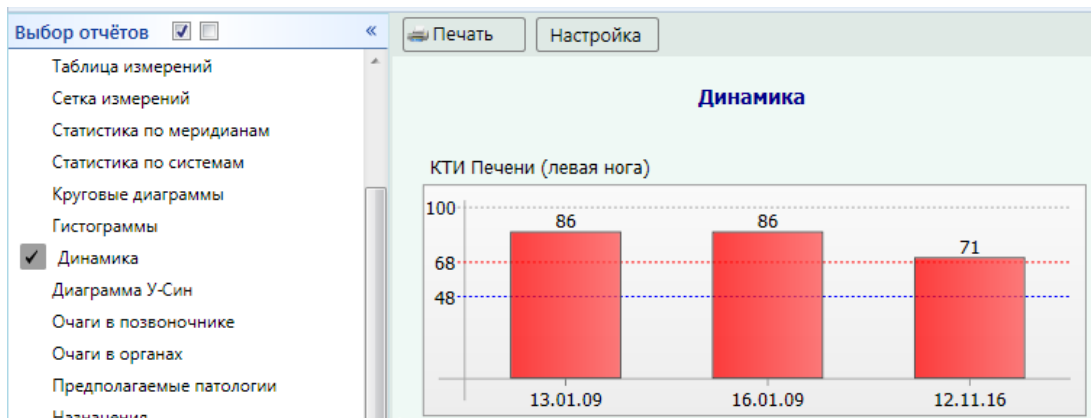 Выбор отчётов
Таблица измерений
Сетка измерений
Статистика по меридианам
Статистика по системам
Круговые диаграммы
Гистограммы
Динамика
Диаграмма У-Син
Очаги в позвоночнике
Очаги в органах
Предполагаемые патологии
Назначения
Печать
Настройка
Динамика
КТИ Печени (левая нога)
100
86
86
71
68
48
13.01.09
16.01.09
12.11.16